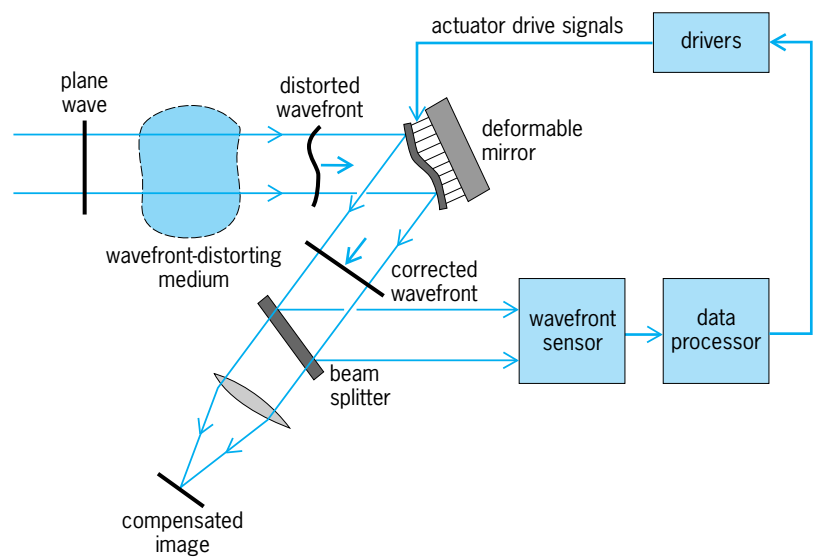 actuator drive signals
drivers
plane
wave
distorted
wavefront
deformable
mirror
wavefront-distorting
medium
corrected
wavefront
wavefront
sensor
data
processor
beam
splitter
compensated
image